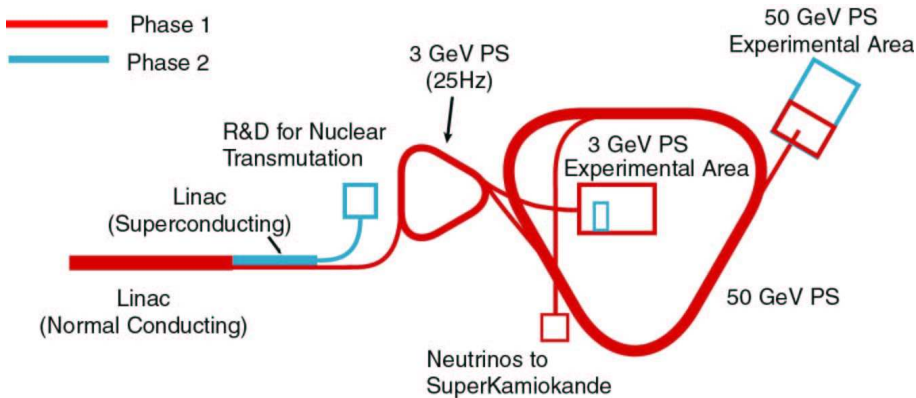 Phase 1
Phase 2
3 GeV PS
(25Hz)
50 GeV PS
Experimental Area
R&D for Nuclear
Transmutation
3 GeV PS
Experimental Area
Linac
(Superconducting)
Linac
(Normal Conducting)
50 GeV PS
Neutrinos to
SuperKamiokande